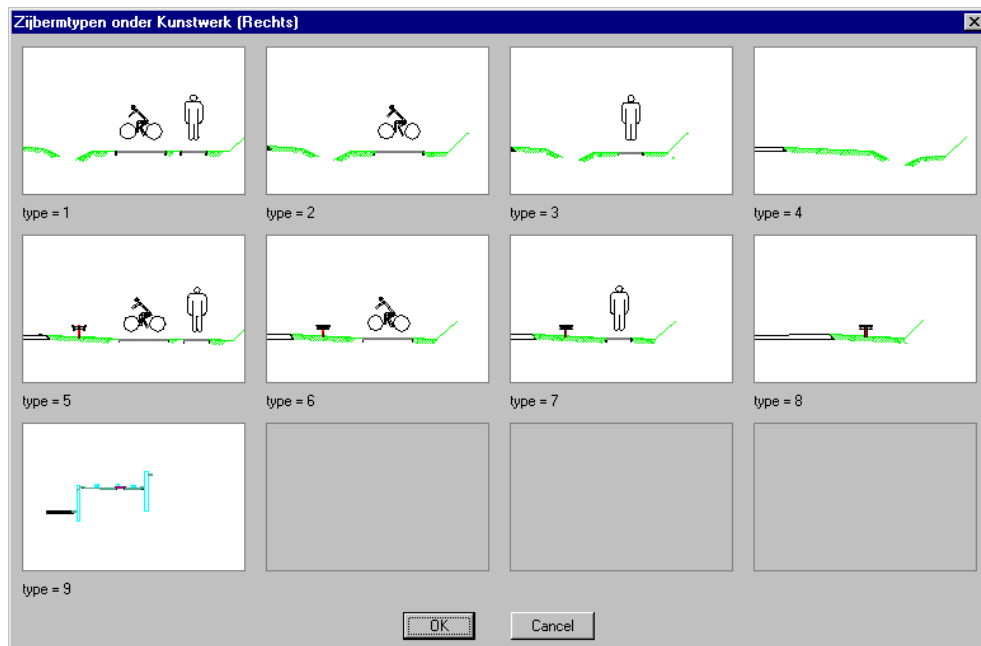 Zijbermtypen onder Kunstwerk (Rechts)
type = 1
type = 2
type = 3
type = 4
type = 5
type = 6
type = 7
type = 8
type = 9
OK
Cancel